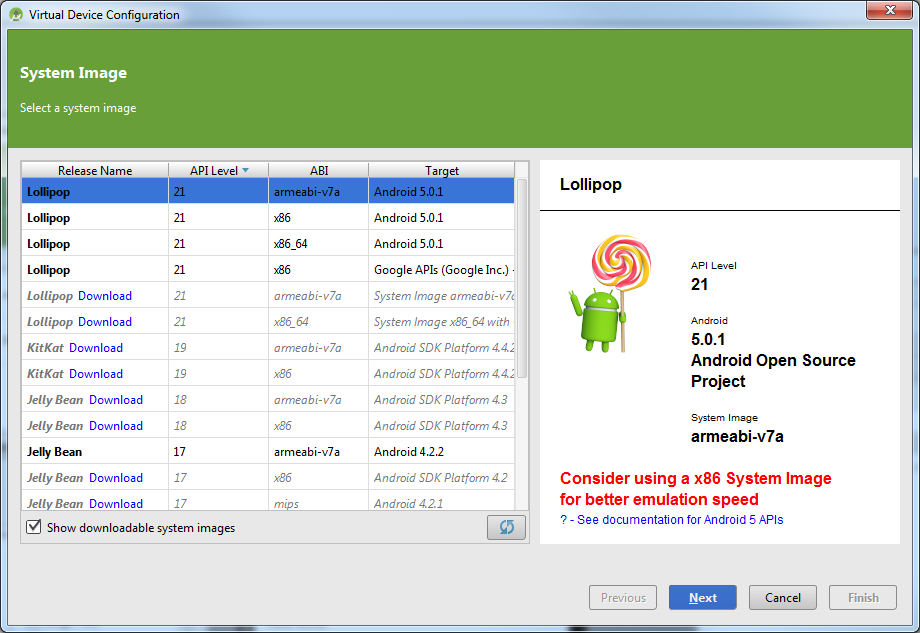 Virtual Device Configuration
System Image
Select a system image
Release Name API Level ABI Target
Lollipop 21 armeabi-v7a Android 5.0.1
Lollipop 21 x86 Android 5.0.1
Lollipop 21 x86_64 Android 5.0.1
Lollipop 21 x86 Google APIs (Google Inc.) -
Lollipop Download 21 armeabi-v7a System Image armeabi-v7a
Lollipop Download 21 x86_64 System Image x86_64 with
KitKat Download 19 armeabi-v7a Android SDK Platform 4.4.2
KitKat Download 19 x86 Android SDK Platform 4.4.2
Jelly Bean Download 18 armeabi-v7a Android SDK Platform 4.3
Jelly Bean Download 18 x86 Android SDK Platform 4.3
Jelly Bean 17 armeabi-v7a Android 4.2.2
Jelly Bean Download 17 x86 Android SDK Platform 4.2
Jelly Bean Download 17 mips Android 4.2.1
Show downloadable system images
Lollipop
API Level
21
Android
5.0.1
Android Open Source
Project
System Image
armeabi-v7a
Consider using a x86 System Image
for better emulation speed
? - See documentation for Android 5 APIs
Previous Next Cancel Finish